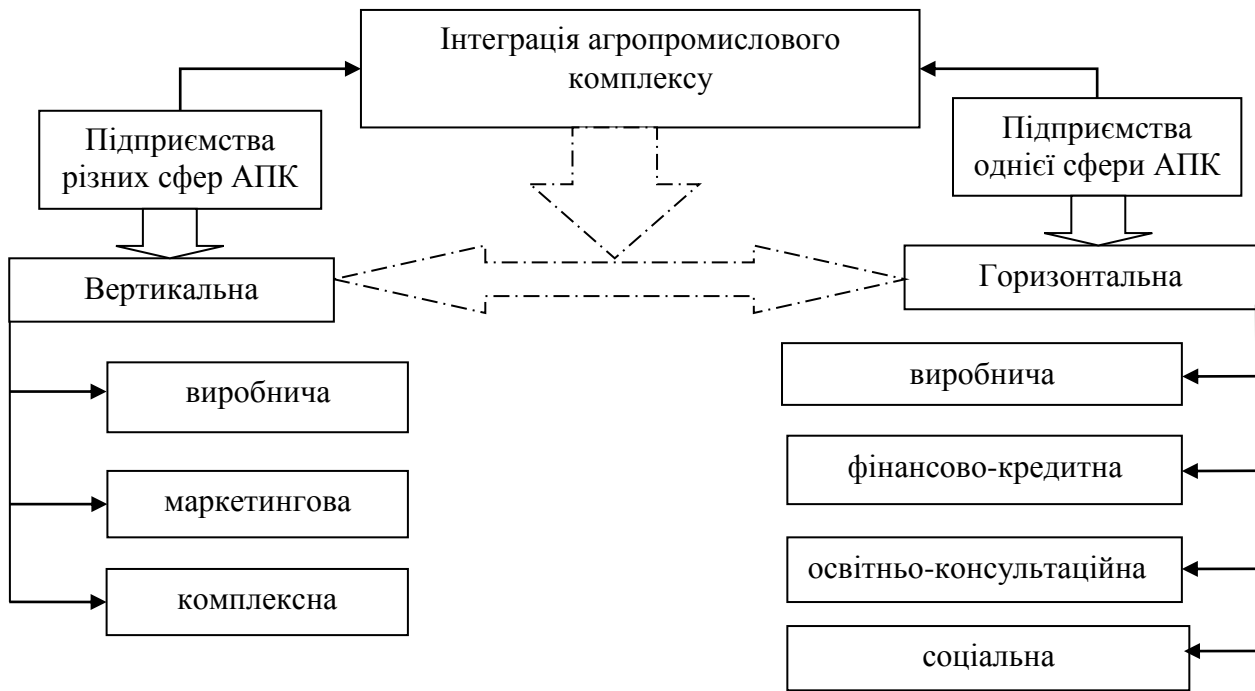 Інтеграція агропромислового
комплексу
Підприємства
різних сфер АПК
Підприємства
однієї сфери АПК
Вертикальна
Горизонтальна
виробнича
маркетингова
комплексна
виробнича
фінансово-кредитна
освітньо-консультаційна
соціальна